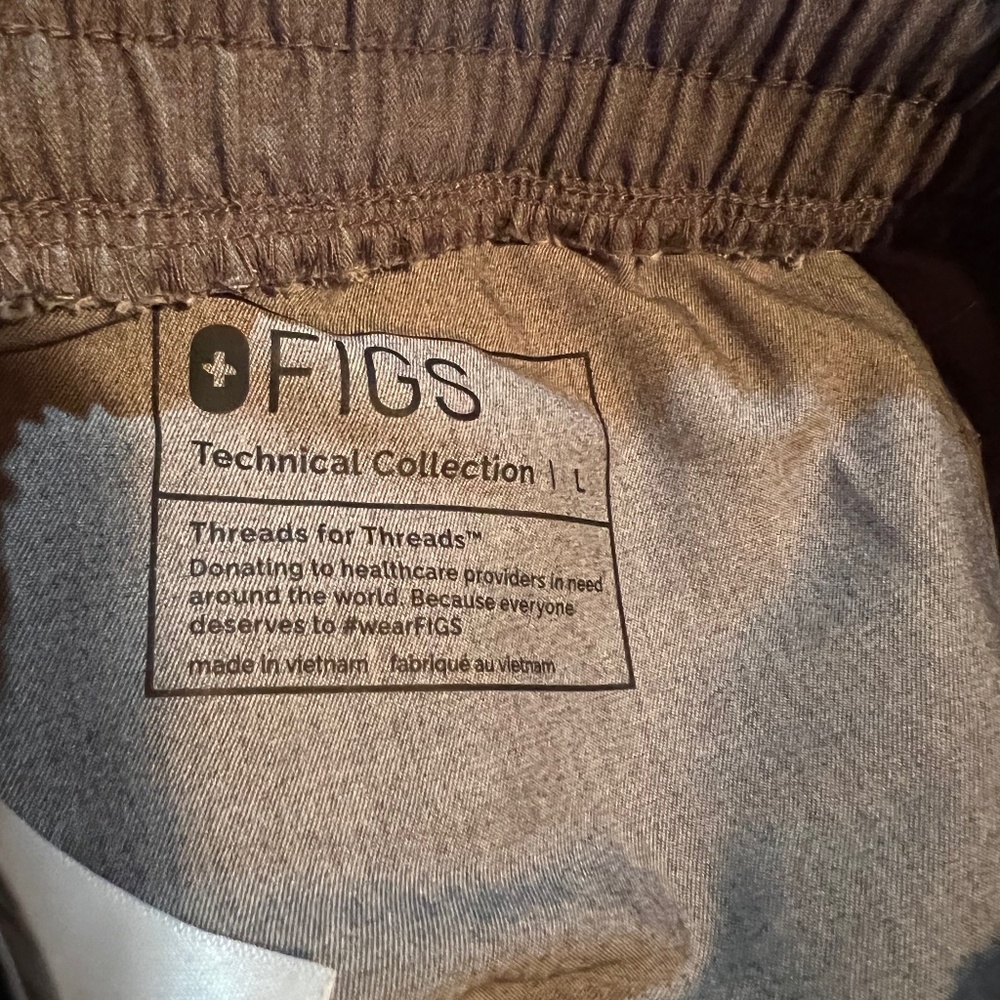 FIGS
Technical Collection | L
Threads for Threads™
Donating to healthcare providers in need
around the world. Because everyone
deserves to #wearFIGS
made in vietnam fabriqué au vietnam